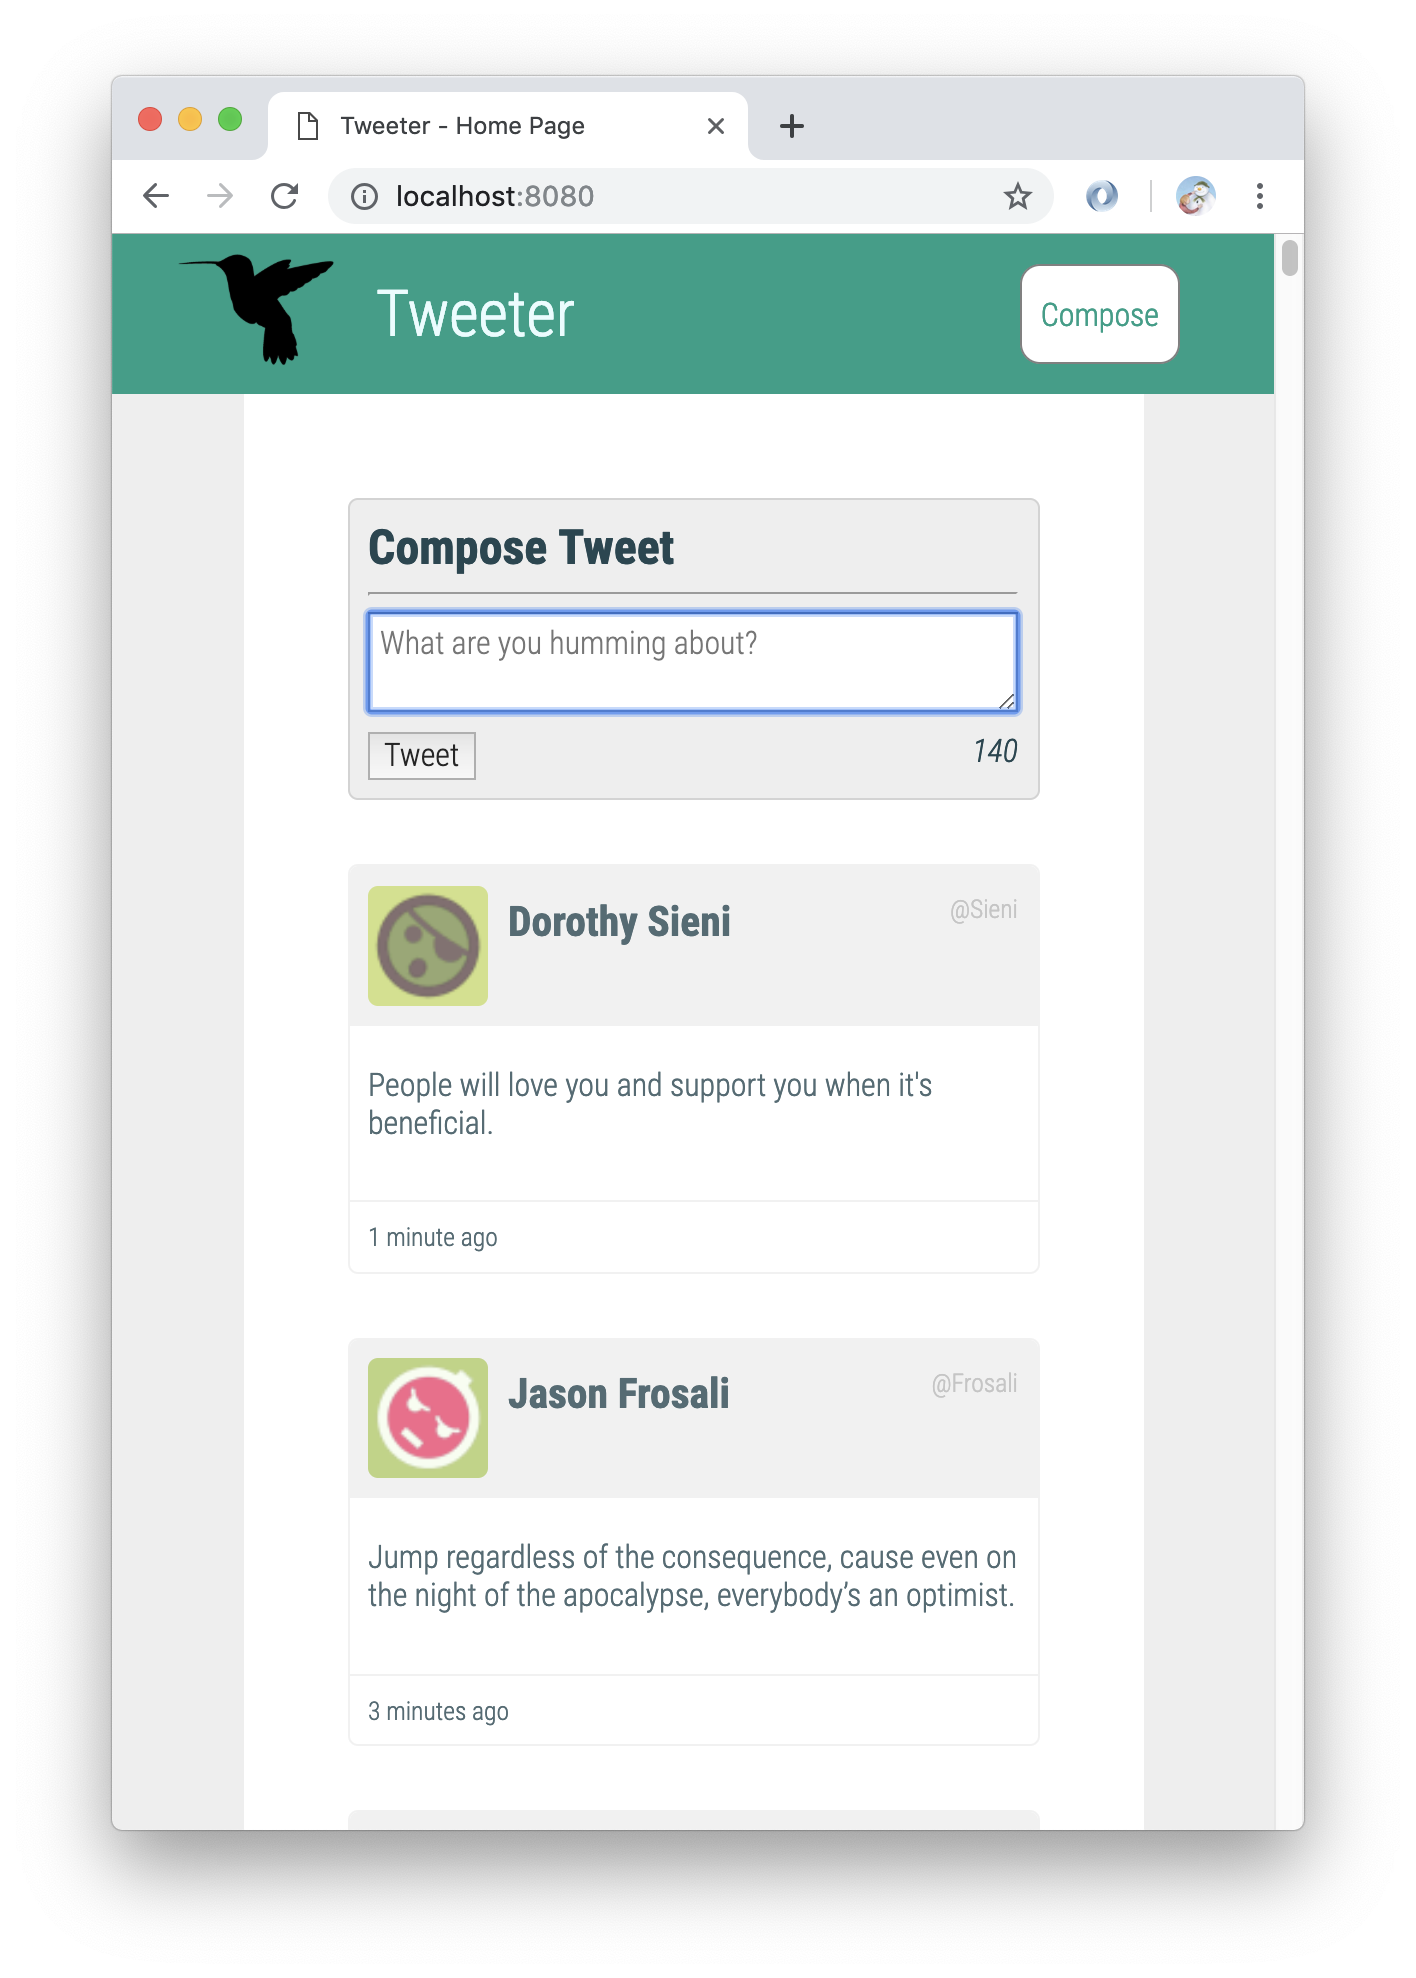 Tweeter - Home Page
localhost:8080
Tweeter
Compose
Compose Tweet
What are you humming about?
Tweet
140
Dorothy Sieni
@Sieni
People will love you and support you when it's
beneficial.
1 minute ago
Jason Frosali
@Frosali
Jump regardless of the consequence, cause even on
the night of the apocalypse, everybody’s an optimist.
3 minutes ago